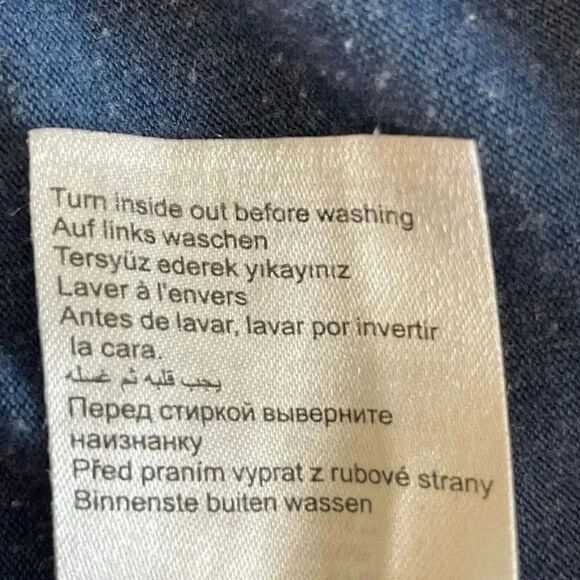 Turn inside out before washing
Auf links waschen
Tersyüz ederek yıkayınız
Laver à l'envers
Antes de lavar, lavar por invertir
la cara.
يجب قلبه ثم غسله
Перед стиркой выверните
наизнанку
Před praním vyprat z rubové strany
Binnenste buiten wassen